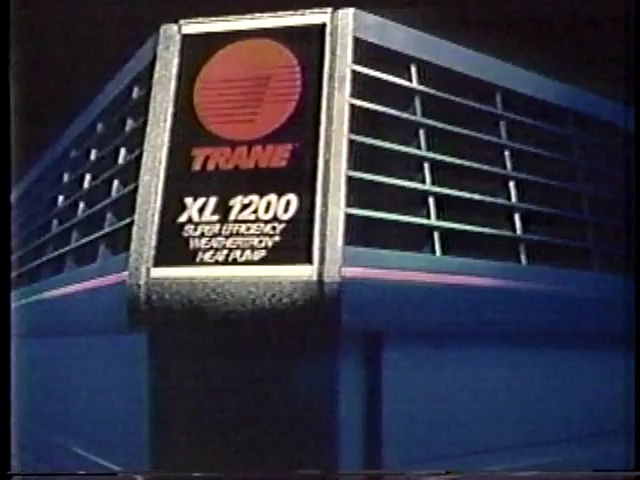 TRANE
XL 1200
SUPER EFFICIENCY
WEATHERTRON®
HEAT PUMP